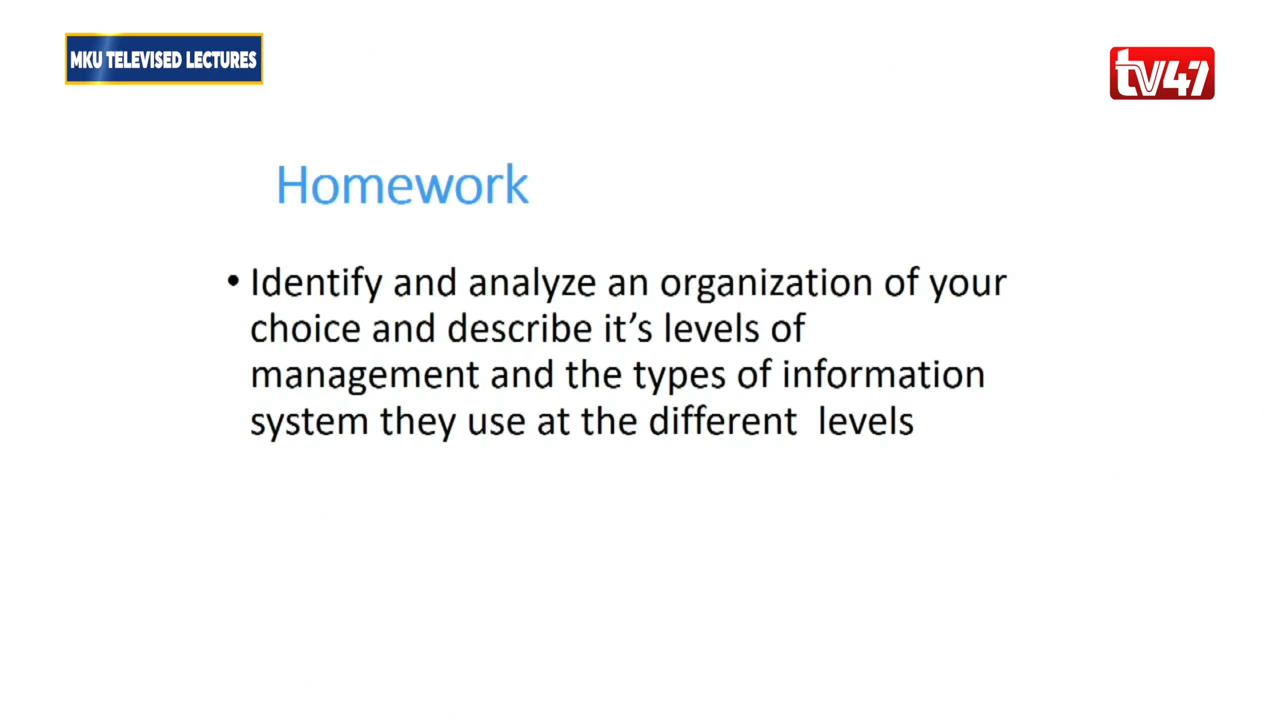 MKU TELEVISED LECTURES
tv47
Homework
• Identify and analyze an organization of your
choice and describe it’s levels of
management and the types of information
system they use at the different  levels